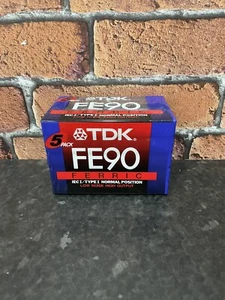 5 PACK
TDK
FE90
FERRIC
IEC I/TYPE I NORMAL POSITION
LOW NOISE HIGH OUTPUT